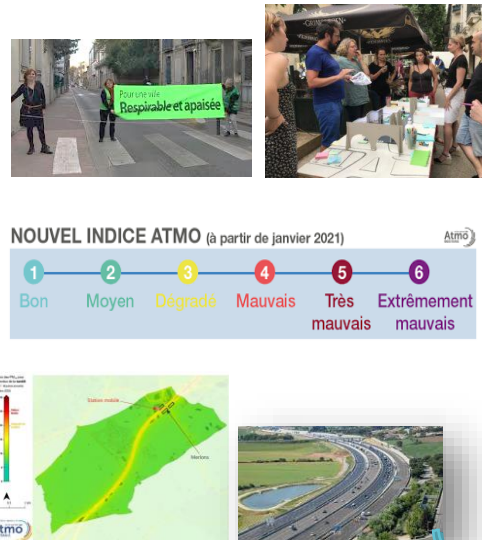 Pour une ville
Respirable et apaisée
NOUVEL INDICE ATMO (à partir de janvier 2021)
Atmo
1 2 3 4 5 6
Bon Moyen Dégradé Mauvais Très mauvais Extrêmement mauvais
Station mobile
Merlons
Atmo